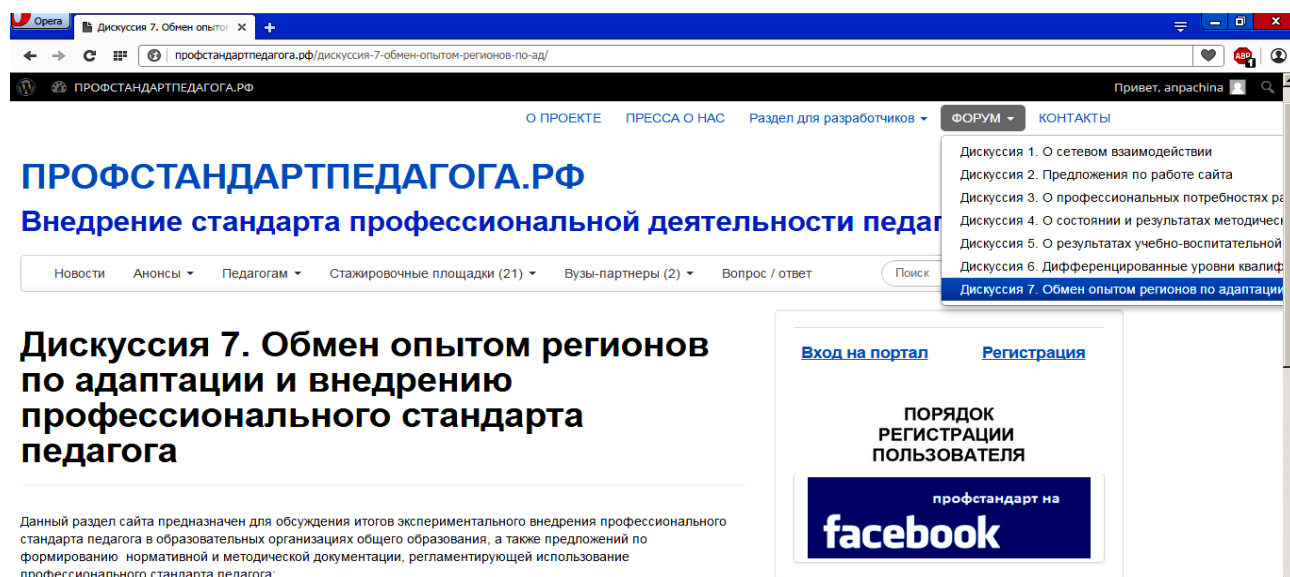 Opera
Дискуссия 7. Обмен опытом
профстандартпедагога.рф/дискуссия-7-обмен-опытом-регионов-по-ад/
ABP
1
ПРОФСТАНДАРТПЕДАГОГА.РФ
Привет, anpachina
О ПРОЕКТЕ ПРЕССА О НАС Раздел для разработчиков ФОРУМ КОНТАКТЫ
Дискуссия 1. О сетевом взаимодействии
Дискуссия 2. Предложения по работе сайта
Дискуссия 3. О профессиональных потребностях ра
Дискуссия 4. О состоянии и результатах методичес
Дискуссия 5. О результатах учебно-воспитательной
Дискуссия 6. Дифференцированные уровни квалиф
Дискуссия 7. Обмен опытом регионов по адаптации
ПРОФСТАНДАРТПЕДАГОГА.РФ
Внедрение стандарта профессиональной деятельности педаг
Новости Анонсы Педагогам Стажировочные площадки (21) Вузы-партнеры (2) Вопрос / ответ Поиск
Дискуссия 7. Обмен опытом регионов
по адаптации и внедрению
профессионального стандарта
педагога
Вход на портал Регистрация
ПОРЯДОК
РЕГИСТРАЦИИ
ПОЛЬЗОВАТЕЛЯ
профстандарт на
facebook
Данный раздел сайта предназначен для обсуждения итогов экспериментального внедрения профессионального
стандарта педагога в образовательных организациях общего образования, а также предложений по
формированию нормативной и методической документации, регламентирующей использование
профессионального стандарта педагога: